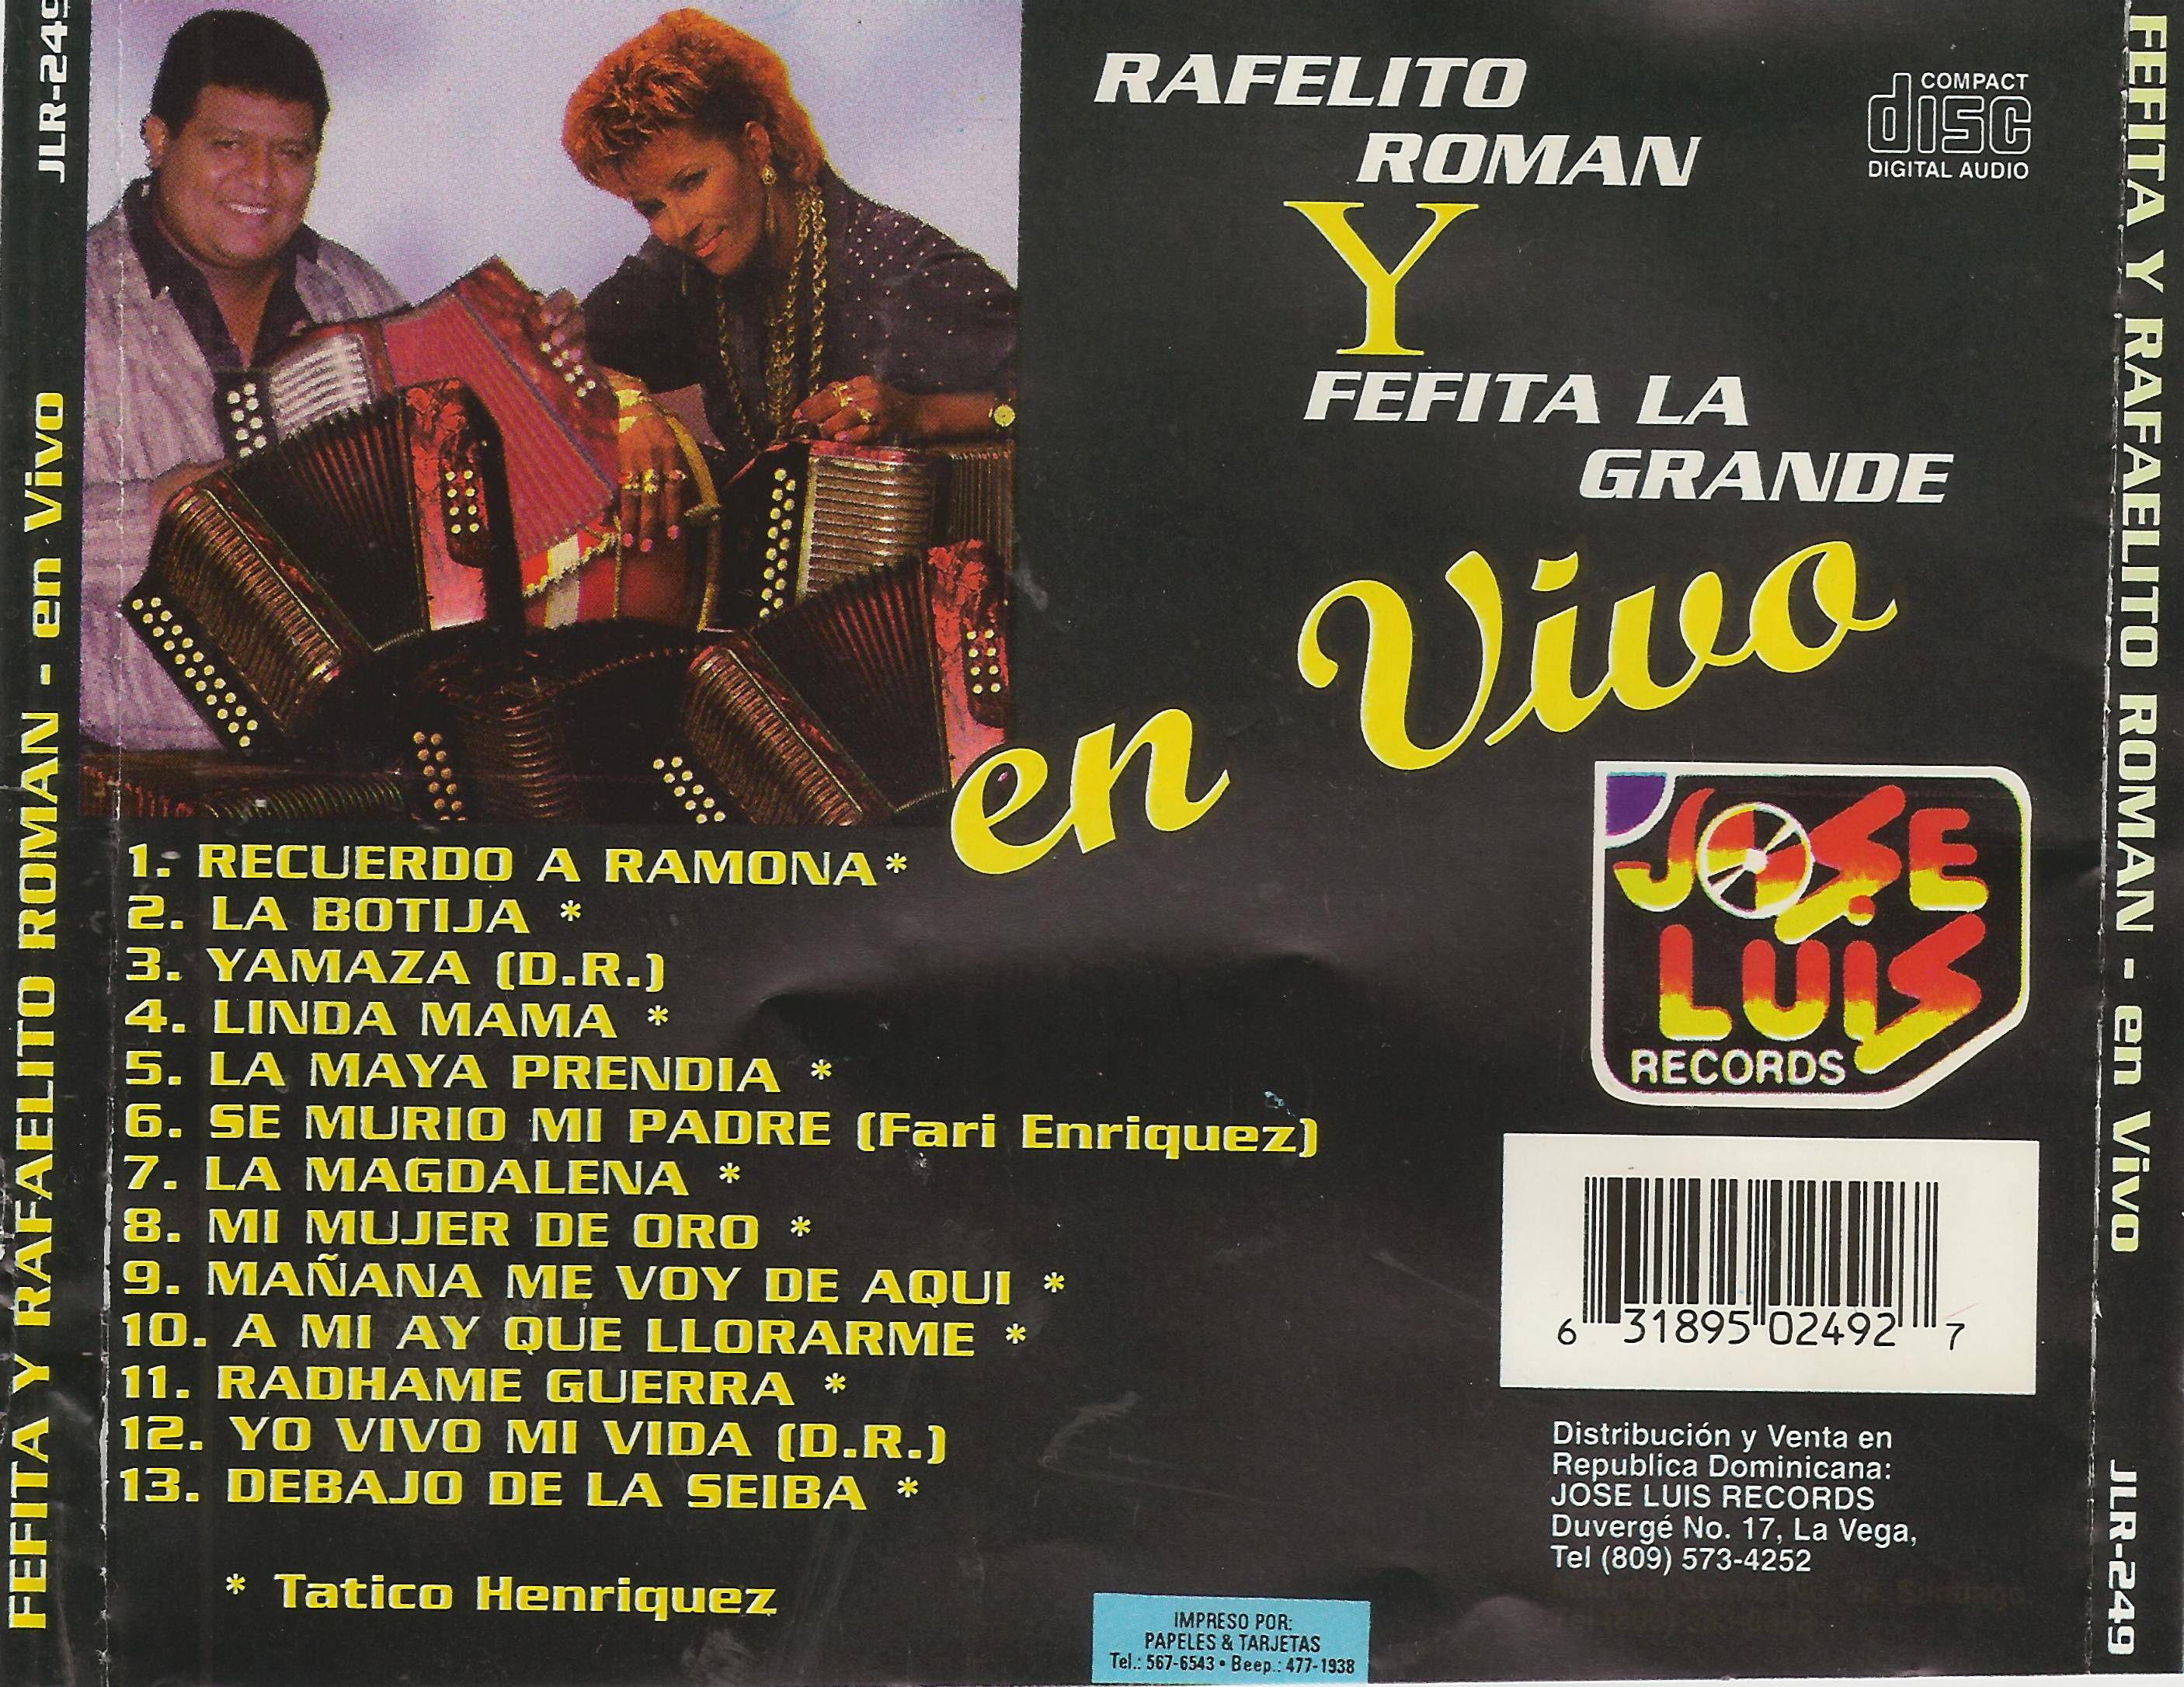 JLR-249
FEFITA Y RAFAELITO ROMAN - en Vivo
RAFELITO
ROMAN
Y
FEFITA LA
GRANDE
en Vivo
COMPACT
disc
DIGITAL AUDIO
1. RECUERDO A RAMONA*
2. LA BOTIJA *
3. YAMAZA (D.R.)
4. LINDA MAMA *
5. LA MAYA PRENDIA *
6. SE MURIO MI PADRE (Fari Enriquez)
7. LA MAGDALENA *
8. MI MUJER DE ORO *
9. MAÑANA ME VOY DE AQUI *
10. A MI AY QUE LLORARME *
11. RADHAME GUERRA *
12. YO VIVO MI VIDA (D.R.)
13. DEBAJO DE LA SEIBA *
* Tatico Henriquez
JOSE
LUIS
RECORDS
6 31895 02492 7
Distribución y Venta en
Republica Dominicana:
JOSE LUIS RECORDS
Duvergé No. 17, La Vega,
Tel (809) 573-4252
IMPRESO POR:
PAPELES & TARJETAS
Tel.: 567-6543 • Beep.: 477-1938
FEFITA Y RAFAELITO ROMAN - en Vivo
JLR-249